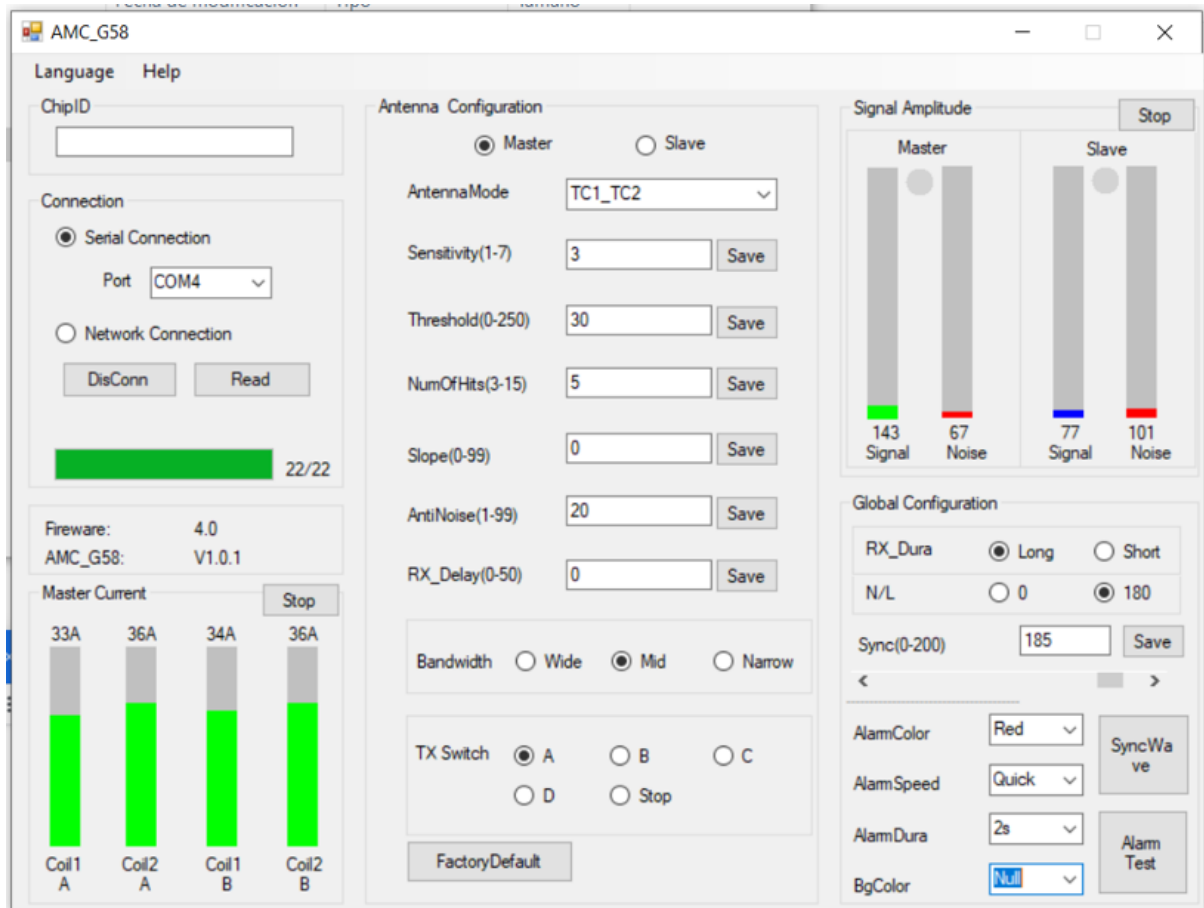 Fecha de modificación Tipo Tamaño
AMC_G58
Language Help
ChipID
Connection
Serial Connection
Port COM4
Network Connection
DisConn Read
22/22
Fireware: 4.0
AMC_G58: V1.0.1
Master Current Stop
33A 36A 34A 36A
Coil1 Coil2 Coil1 Coil2
A A B B
Antenna Configuration
Master Slave
AntennaMode TC1_TC2
Sensitivity(1-7) 3 Save
Threshold(0-250) 30 Save
NumOfHits(3-15) 5 Save
Slope(0-99) 0 Save
AntiNoise(1-99) 20 Save
RX_Delay(0-50) 0 Save
Bandwidth Wide Mid Narrow
TX Switch A B C
D Stop
FactoryDefault
Signal Amplitude Stop
Master Slave
143 67 77 101
Signal Noise Signal Noise
Global Configuration
RX_Dura Long Short
N/L 0 180
Sync(0-200) 185 Save
AlarmColor Red
AlarmSpeed Quick
AlarmDura 2s
BgColor Null
SyncWa
ve
Alarm
Test